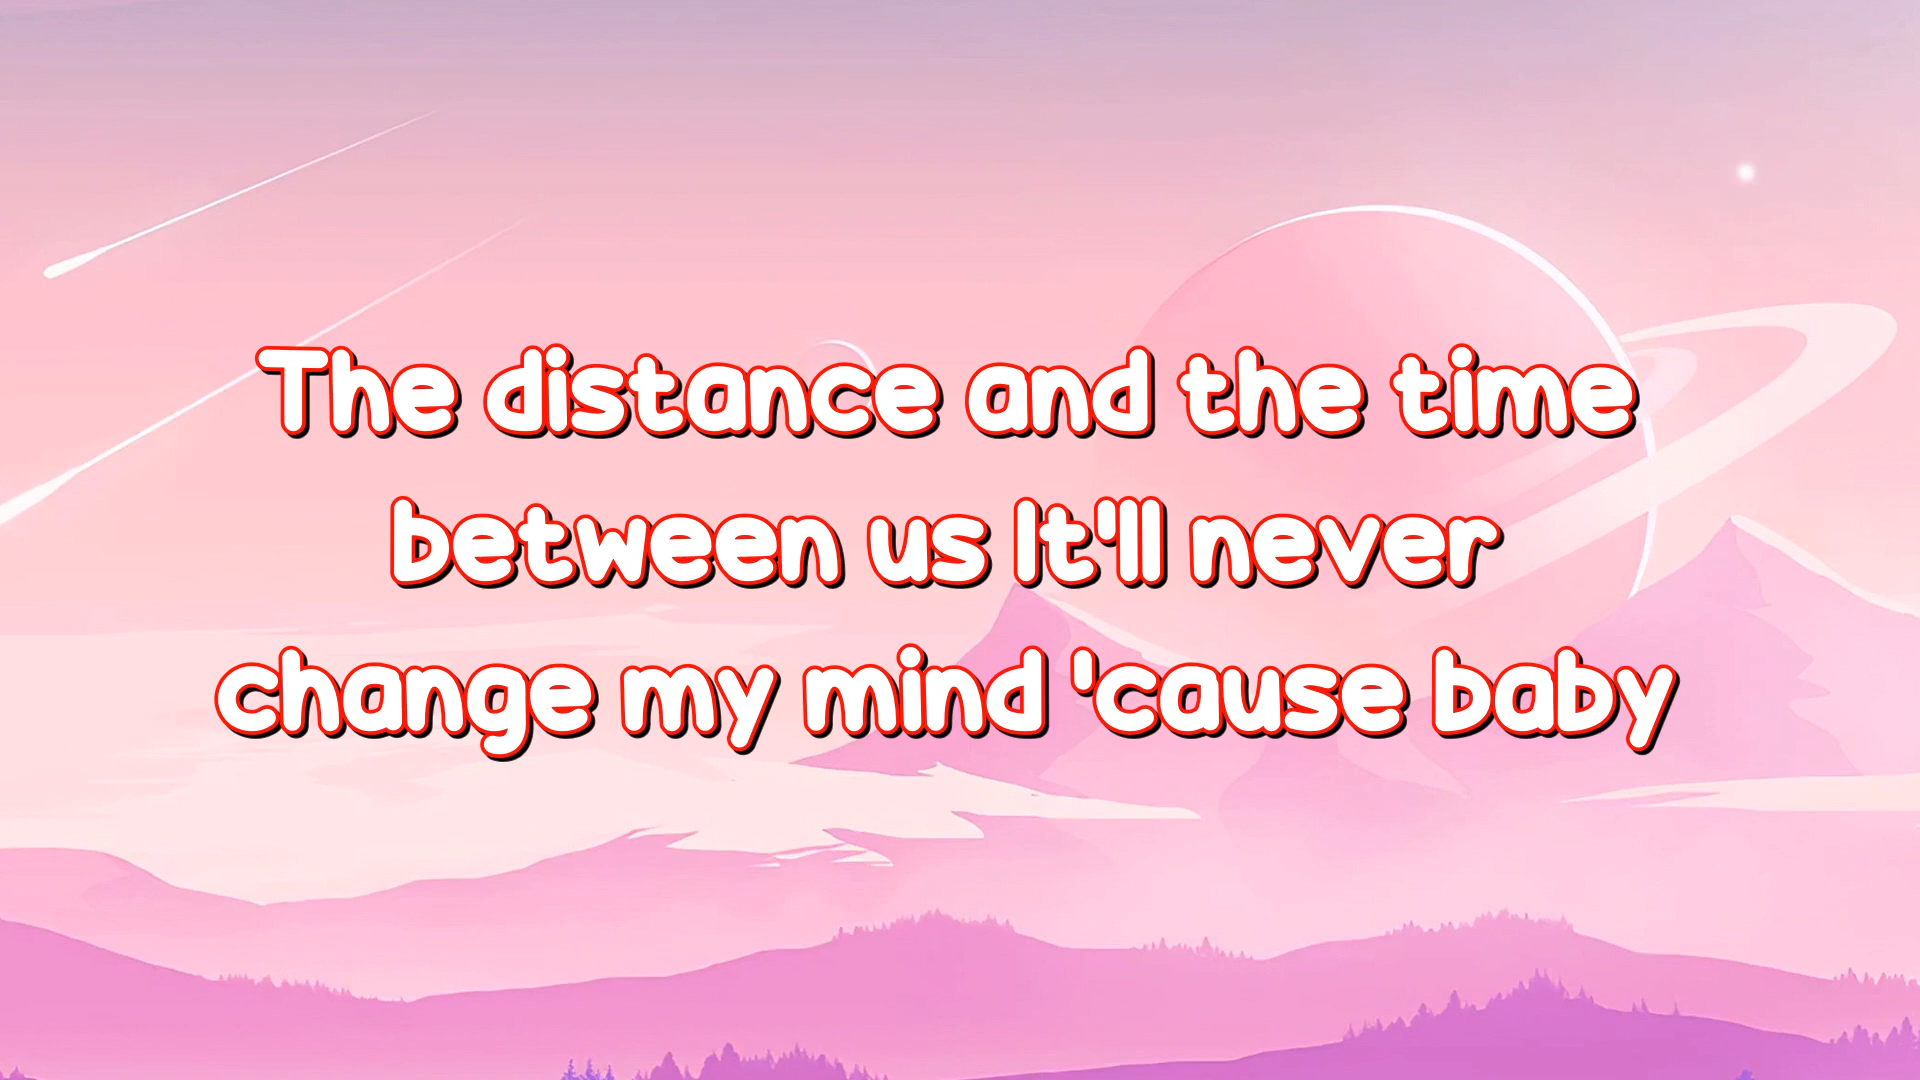 The distance and the time
between us It'll never
change my mind 'cause baby